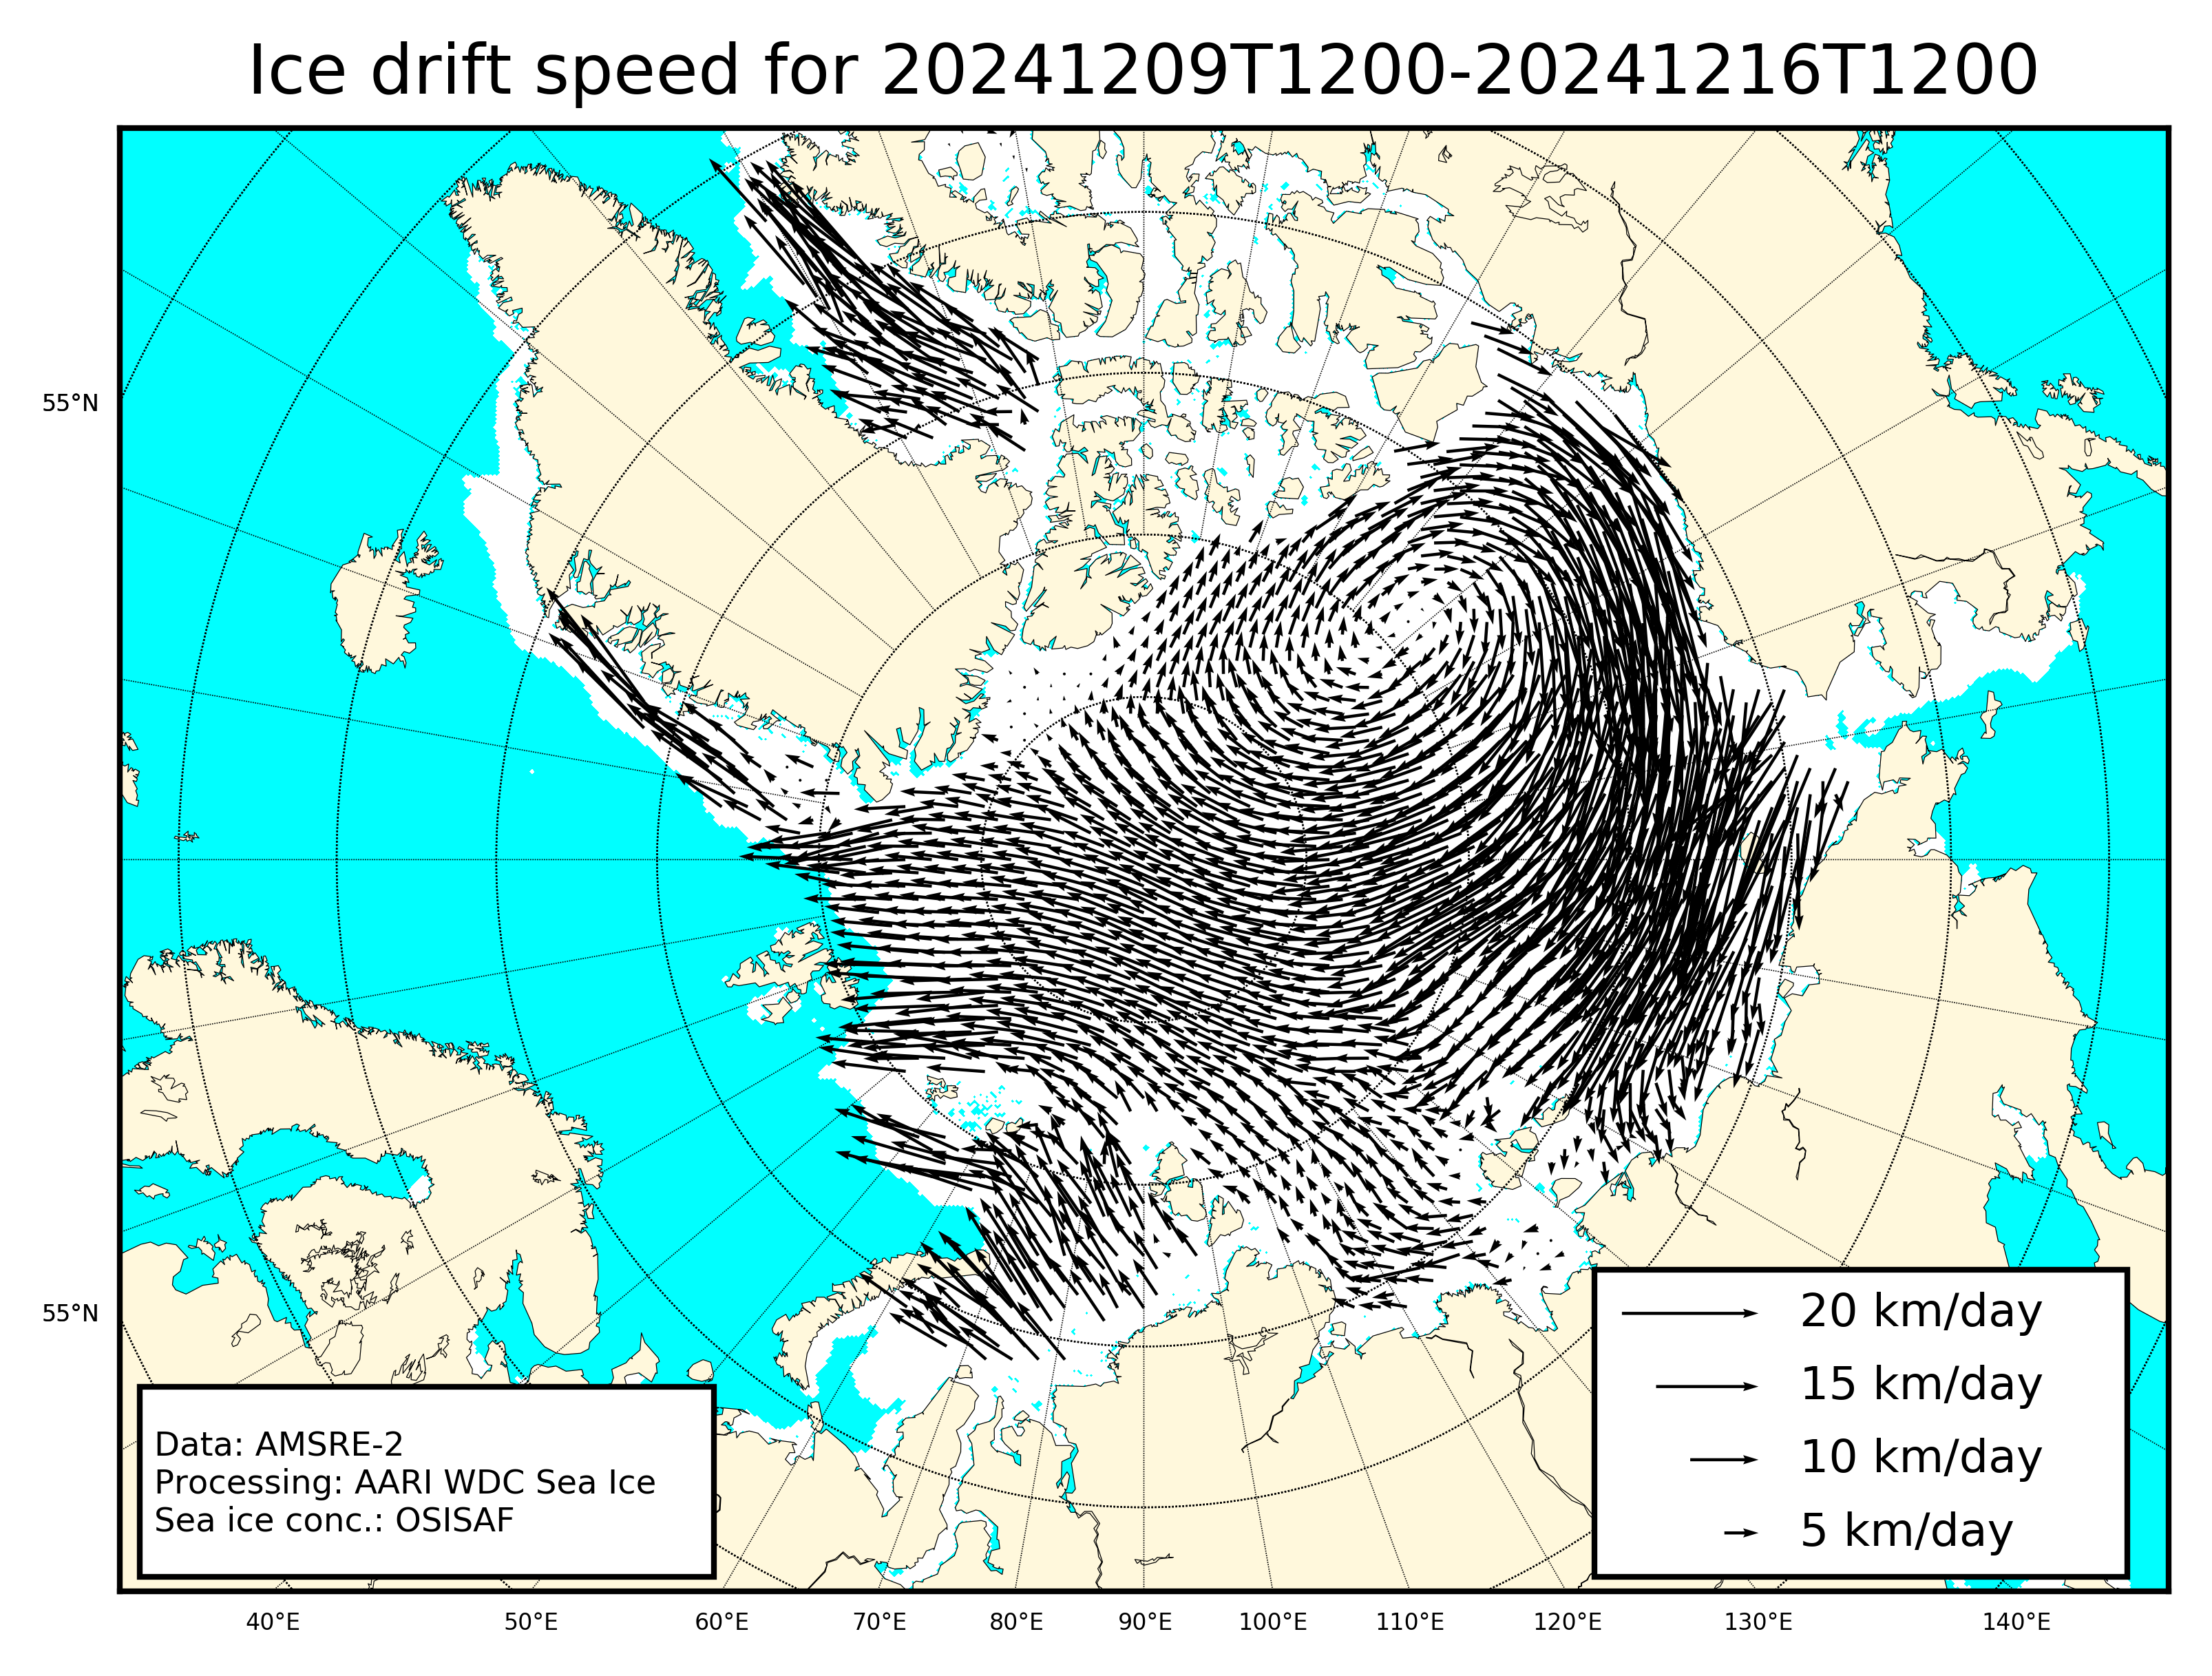 Ice drift speed for 20241209T1200-20241216T1200
55°N
55°N
20 km/day
15 km/day
10 km/day
5 km/day
Data: AMSRE-2
Processing: AARI WDC Sea Ice
Sea ice conc.: OSISAF
40°E 50°E 60°E 70°E 80°E 90°E 100°E 110°E 120°E 130°E 140°E